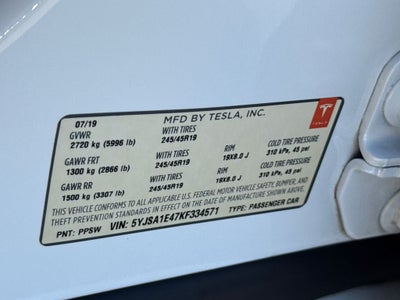 07/19 MFD BY TESLA, INC.
GVWR WITH TIRES
2720 kg (5996 lb) 245/45R19
GAWR FRT WITH TIRES RIM COLD TIRE PRESSURE
1300 kg (2866 lb) 245/45R19 19X8.0 J 310 kPa, 45 psi
GAWR RR WITH TIRES RIM COLD TIRE PRESSURE
1500 kg (3307 lb) 245/45R19 19X8.0 J 310 kPa, 45 psi
THIS VEHICLE CONFORMS TO ALL APPLICABLE U.S. FEDERAL MOTOR VEHICLE SAFETY, BUMPER, AND
THEFT PREVENTION STANDARDS IN EFFECT ON THE DATE OF MANUFACTURE SHOWN ABOVE.
VIN: 5YJSA1E47KF334571 TYPE: PASSENGER CAR
PNT: PPSW
TESLA